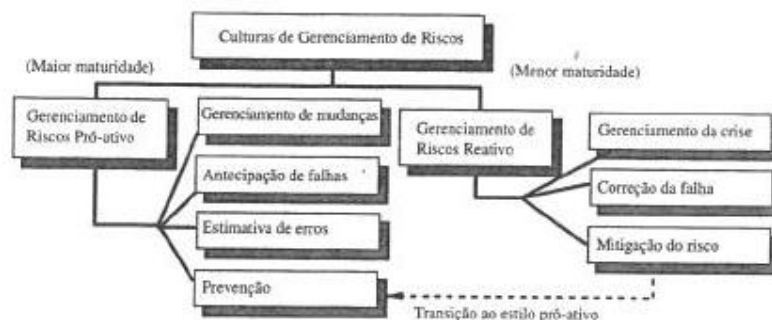 Culturas de Gerenciamento de Riscos
(Maior maturidade)
(Menor maturidade)
Gerenciamento de
Riscos Pró-ativo
Gerenciamento de mudanças
Antecipação de falhas
Estimativa de erros
Prevenção
Gerenciamento de
Riscos Reativo
Gerenciamento da crise
Correção da falha
Mitigação do risco
Transição ao estilo pró-ativo